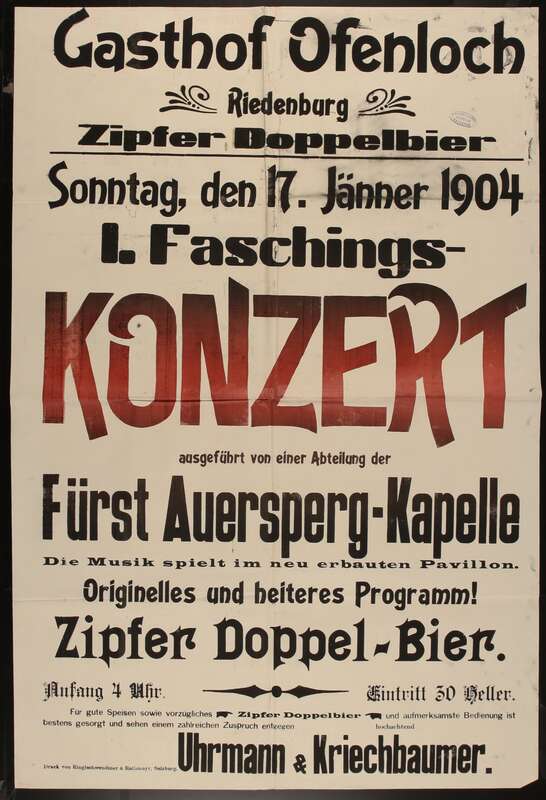 Gasthof Ofenloch
Riedenburg
Zipfer Doppelbier
Sonntag, den 17. Jänner 1904
I. Faschings-
KONZERT
ausgeführt von einer Abteilung der
Fürst Auersperg-Kapelle
Die Musik spielt im neu erbauten Pavillon.
Originelles und heiteres Programm!
Zipfer Doppel-Bier.
Anfang 4 Uhr. Eintritt 30 Heller.
Für gute Speisen sowie vorzügliches Zipfer Doppelbier und aufmerksamste Bedienung ist
bestens gesorgt und sehen einem zahlreichen Zuspruch entgegen hochachtend
Uhrmann & Kriechbaumer.
Druck von & Salzburg.